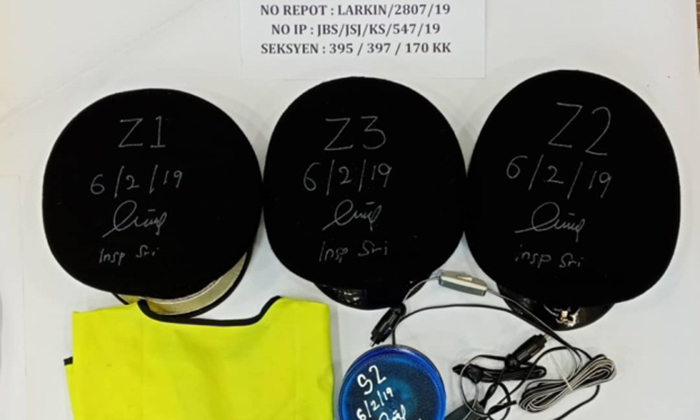 NO REPOT : LARKIN/2807/19
NO IP : JBS/JSJ/KS/547/19
SEKSYEN : 395 / 397 / 170 KK
Z1
6/2/19
Insp Sri
Z3
6/2/19
Insp Sri
Z2
6/2/19
insp Sri
S2
6/2/19